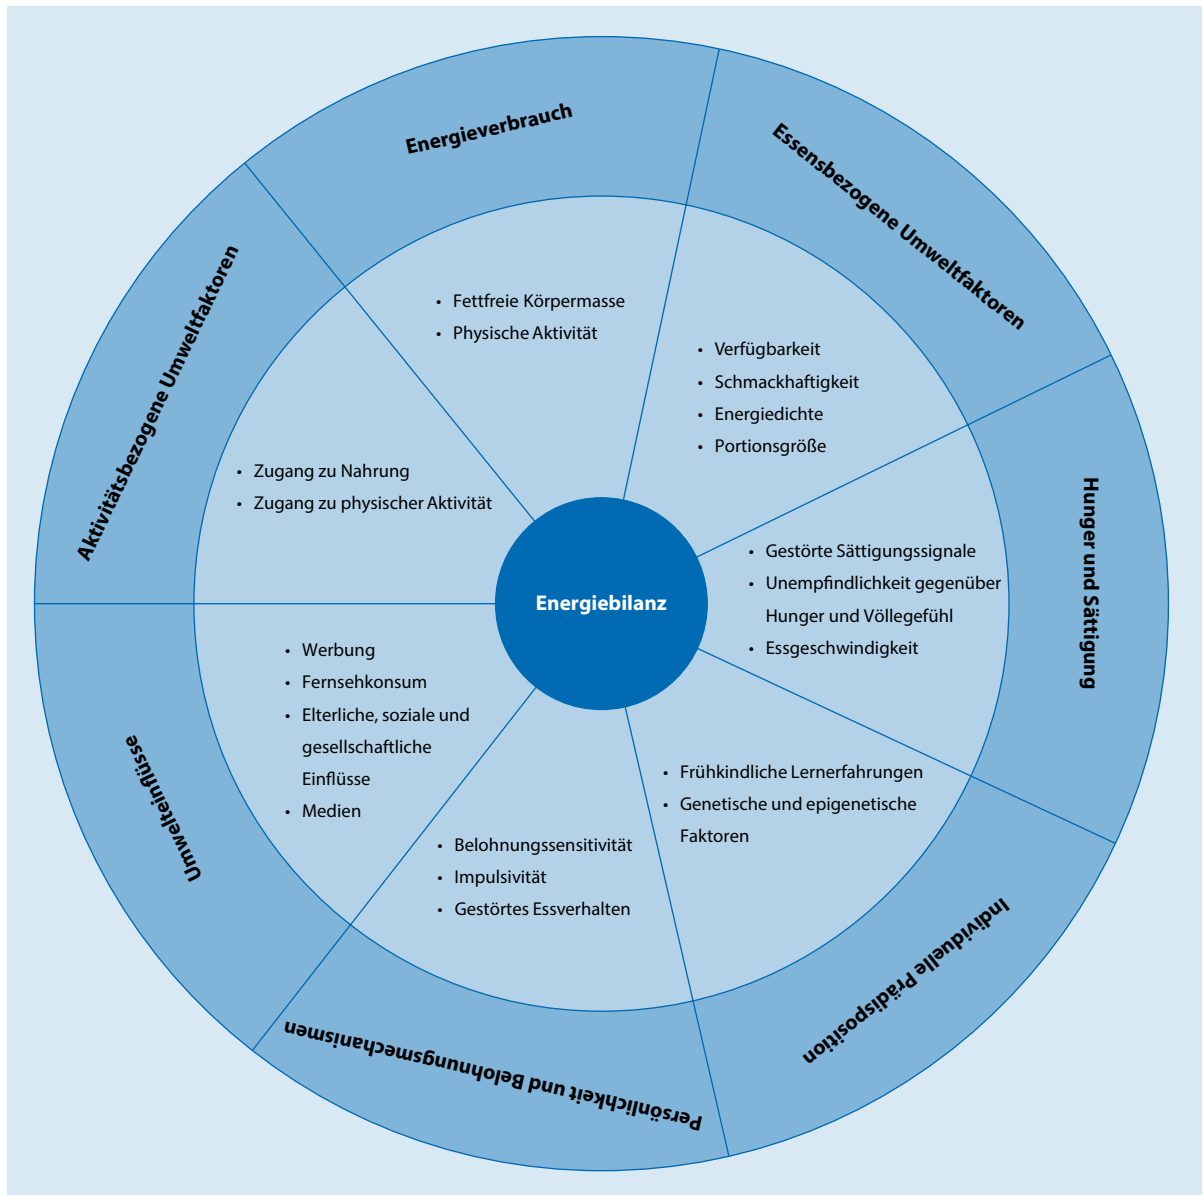 Energieverbrauch
• Fettfreie Körpermasse
• Physische Aktivität
Essensbezogene Umweltfaktoren
• Verfügbarkeit
• Schmackhaftigkeit
• Energiedichte
• Portionsgröße
Hunger und Sättigung
• Gestörte Sättigungssignale
• Unempfindlichkeit gegenüber
Hunger und Völlegefühl
• Essgeschwindigkeit
Individuelle Prädisposition
• Frühkindliche Lernerfahrungen
• Genetische und epigenetische
Faktoren
Persönlichkeit und Belohnungsmechanismen
• Belohnungssensitivität
• Impulsivität
• Gestörtes Essverhalten
Umwelteinflüsse
• Werbung
• Fernsehkonsum
• Elterliche, soziale und
gesellschaftliche
Einflüsse
• Medien
Aktivitätsbezogene Umweltfaktoren
• Zugang zu Nahrung
• Zugang zu physischer Aktivität
Energiebilanz